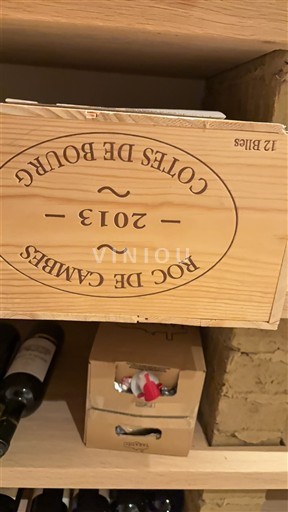 12 Blles
ROC DE CAMBES
~
— 2013 —
~
COTES DE BOURG
VINIOU